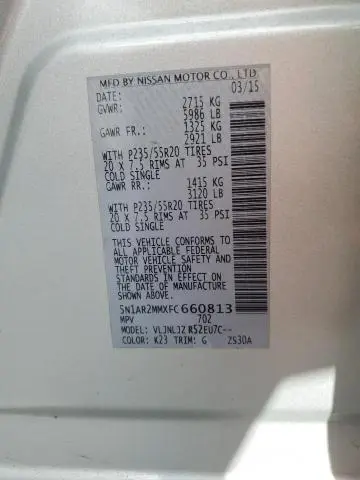 MFD BY NISSAN MOTOR CO., LTD
DATE: 03/15
GVWR: 2715 KG
5986 LB
GAWR FR.: 1325 KG
2921 LB
WITH P235/55R20 TIRES
20 X 7.5 RIMS AT 35 PSI
COLD SINGLE
GAWR RR.: 1415 KG
3120 LB
WITH P235/55R20 TIRES
20 X 7.5 RIMS AT 35 PSI
COLD SINGLE
THIS VEHICLE CONFORMS TO
ALL APPLICABLE FEDERAL
MOTOR VEHICLE SAFETY AND
THEFT PREVENTION
STANDARDS IN EFFECT ON
THE DATE OF MANUFACTURE
SHOWN ABOVE.
5N1AR2MMXFC660813
MPV 702
MODEL: VLJNLJZ R52EU7C--
COLOR: K23 TRIM: G ZS30A